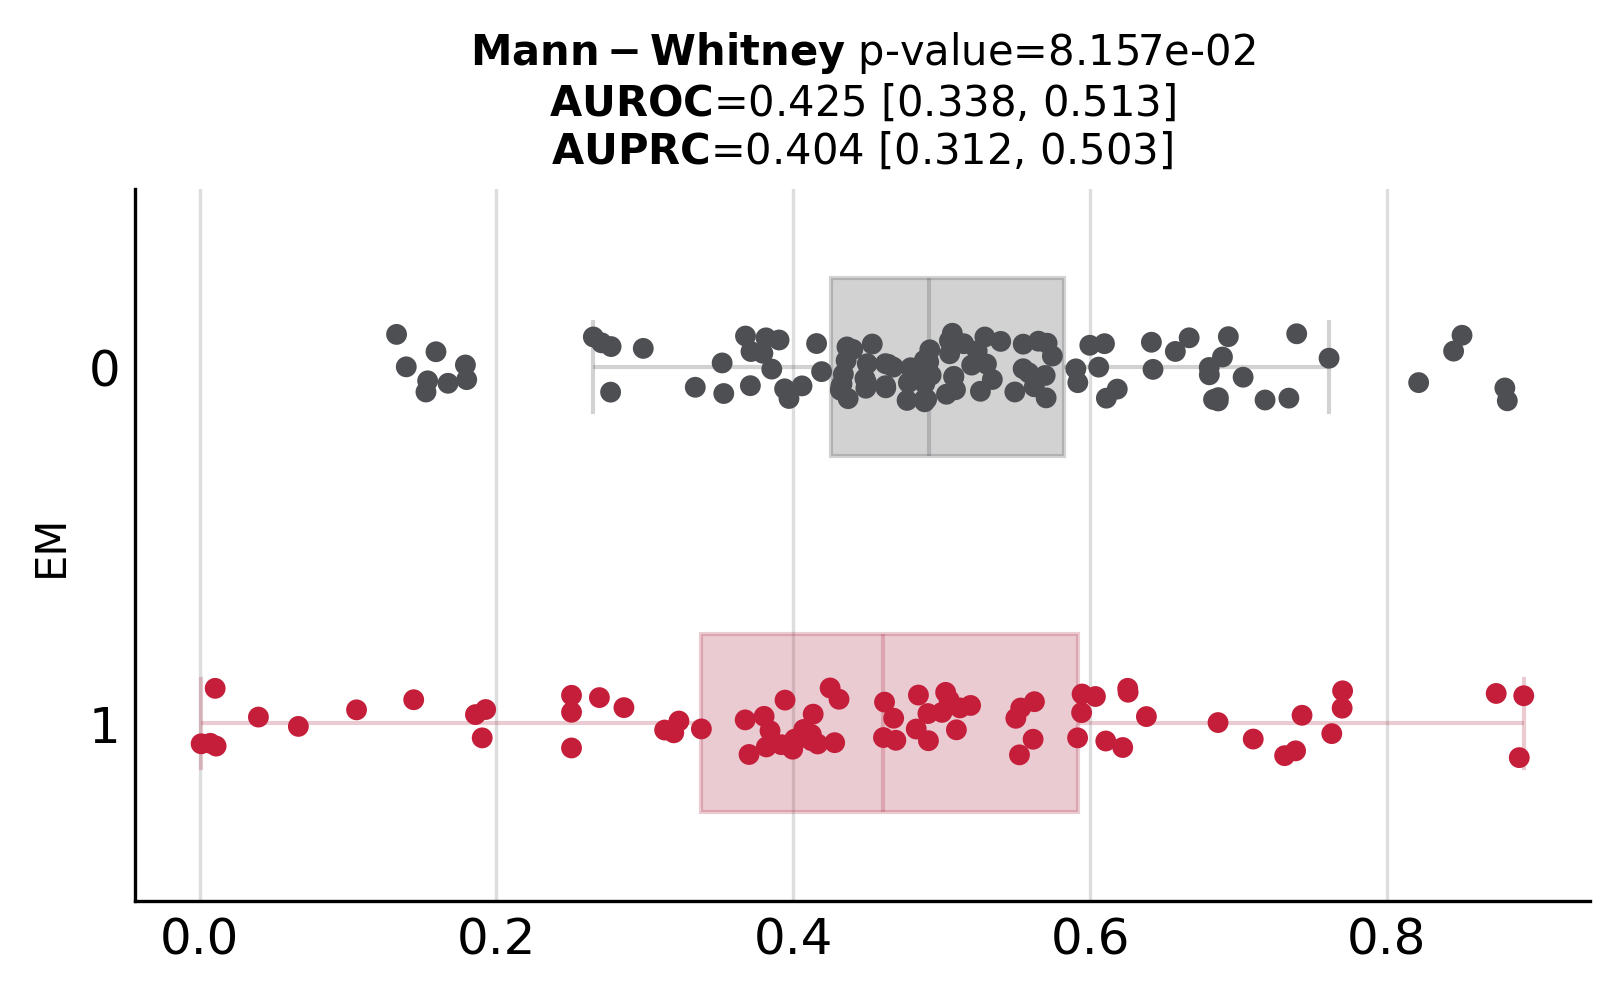 Mann − Whitney p-value=8.157e-02
AUROC=0.425 [0.338, 0.513]
AUPRC=0.404 [0.312, 0.503]
0
EM
1
0.0 0.2 0.4 0.6 0.8